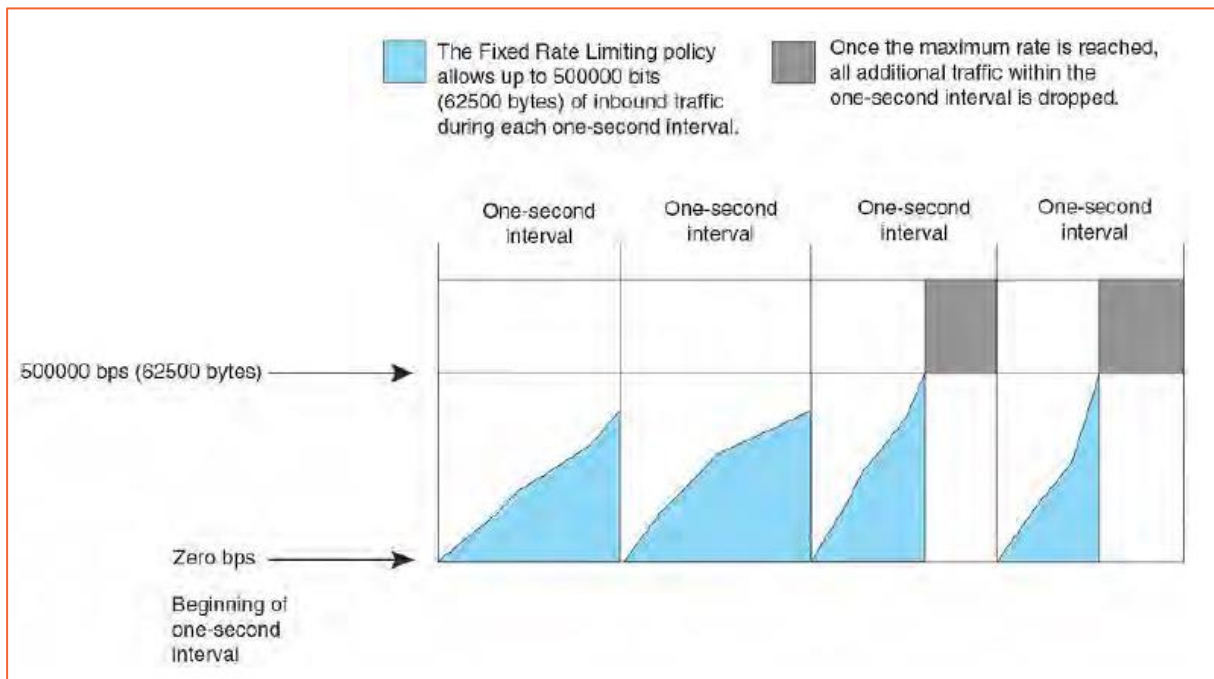 The Fixed Rate Limiting policy
allows up to 500000 bits
(62500 bytes) of inbound traffic
during each one-second interval.
Once the maximum rate is reached,
all additional traffic within the
one-second interval is dropped.
One-second
interval
One-second
interval
One-second
interval
One-second
interval
500000 bps (62500 bytes)
Zero bps
Beginning of
one-second
interval